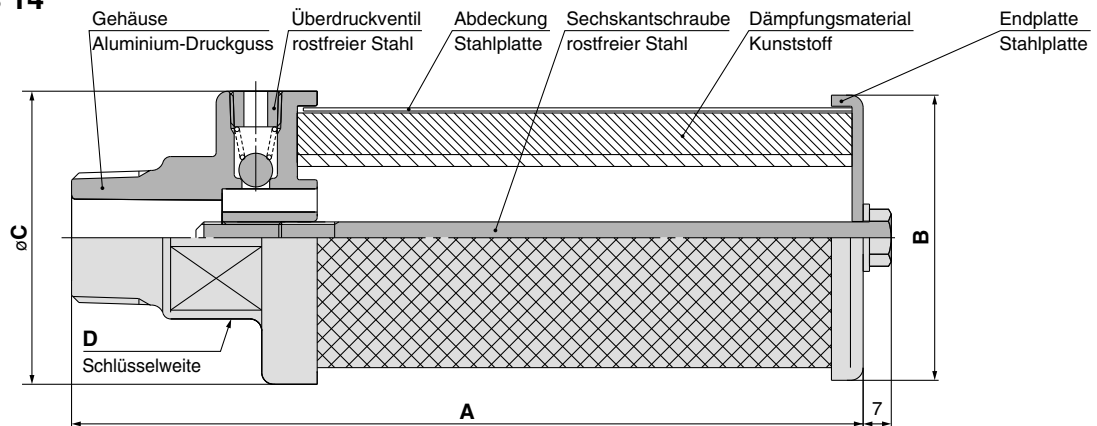 14
Gehäuse
Aluminium-Druckguss
Überdruckventil
rostfreier Stahl
Abdeckung
Stahlplatte
Sechskantschraube
rostfreier Stahl
Dämpfungsmaterial
Kunststoff
Endplatte
Stahlplatte
øC
B
D
Schlüsselweite
A
7